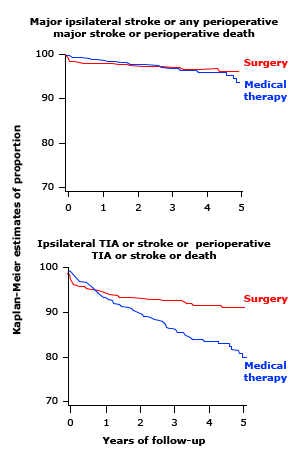 Major ipsilateral stroke or any perioperative
major stroke or perioperative death
Kaplan-Meier estimates of proportion
100
90
80
70
0 1 2 3 4 5
Surgery
Medical
therapy
Ipsilateral TIA or stroke or perioperative
TIA or stroke or death
100
90
80
70
0 1 2 3 4 5
Surgery
Medical
therapy
Years of follow-up